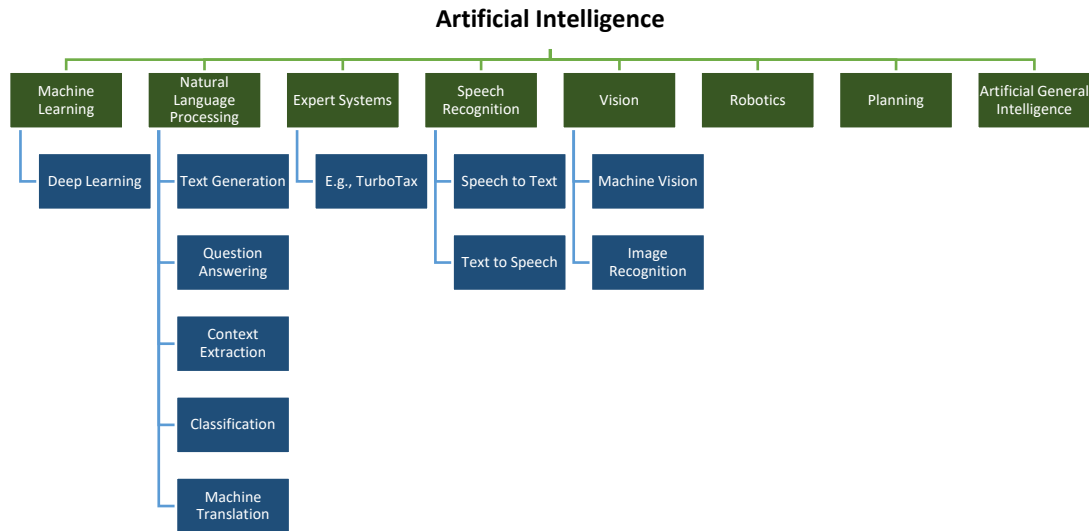 Artificial Intelligence
Machine
Learning
Natural
Language
Processing
Expert Systems
Speech
Recognition
Vision
Robotics
Planning
Artificial General
Intelligence
Deep Learning
Text Generation
E.g., TurboTax
Speech to Text
Machine Vision
Question
Answering
Text to Speech
Image
Recognition
Context
Extraction
Classification
Machine
Translation